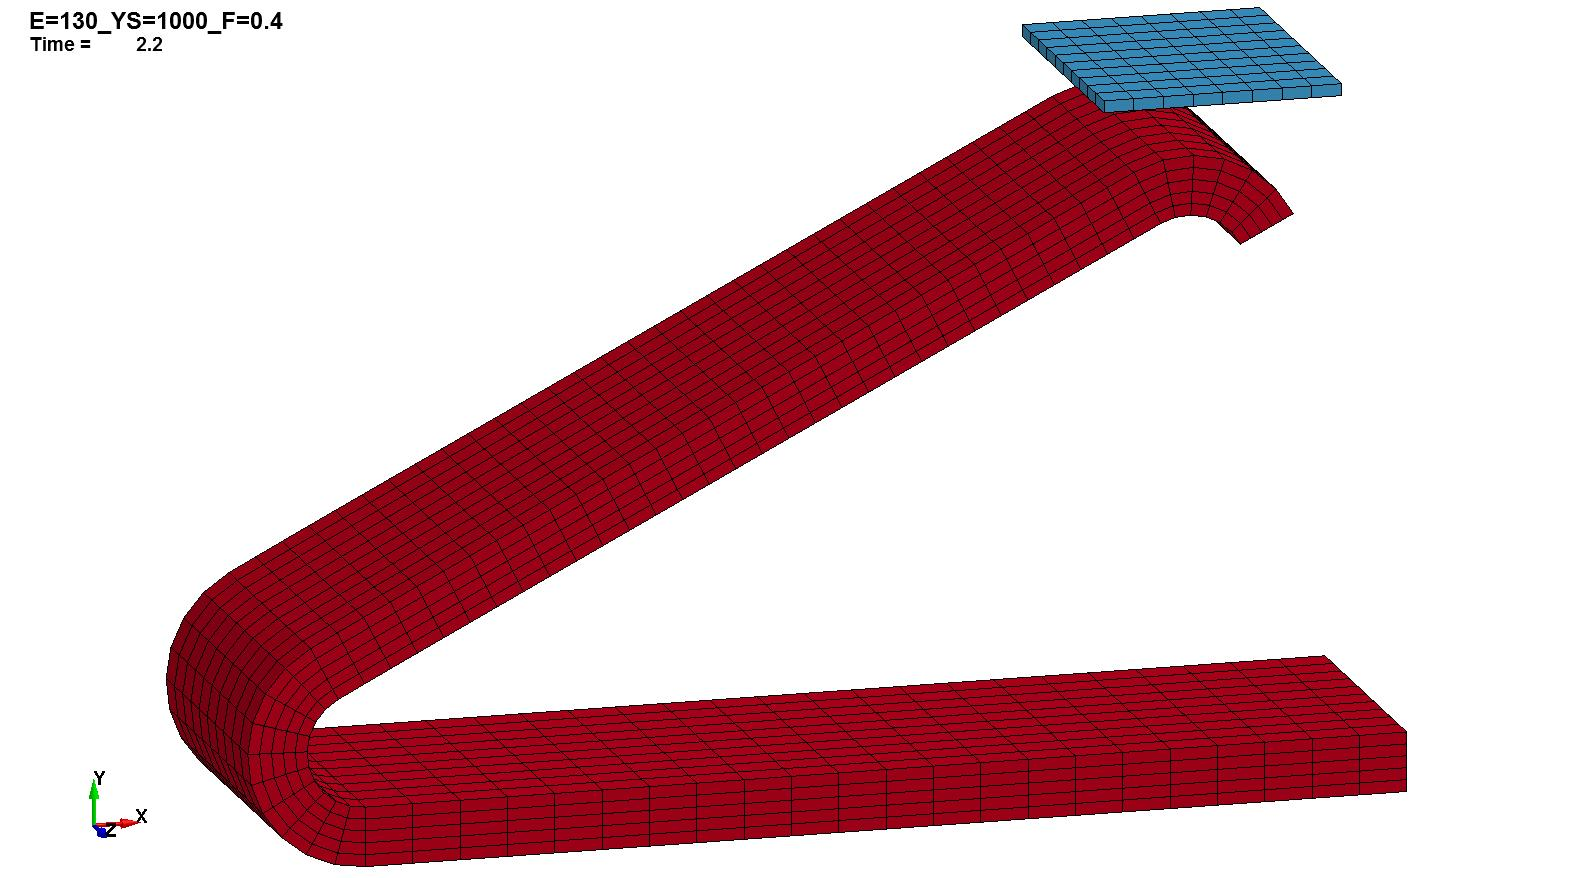 E=130_YS=1000_F=0.4
Time = 2.2
Y
X
Z